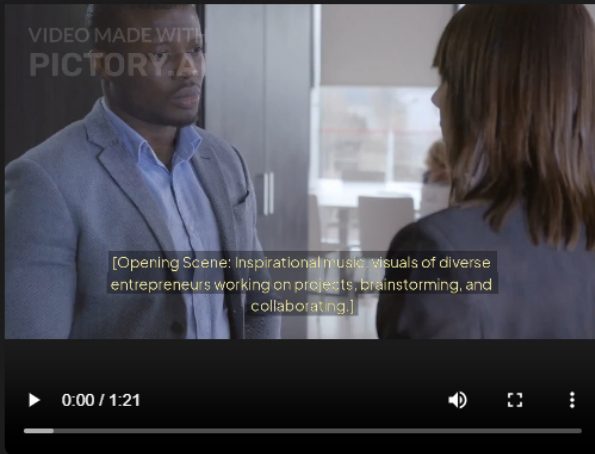 VIDEO MADE WITH
PICTORY.AI
[Opening Scene: Inspirational music, visuals of diverse
entrepreneurs working on projects, brainstorming, and
collaborating.]
0:00 / 1:21